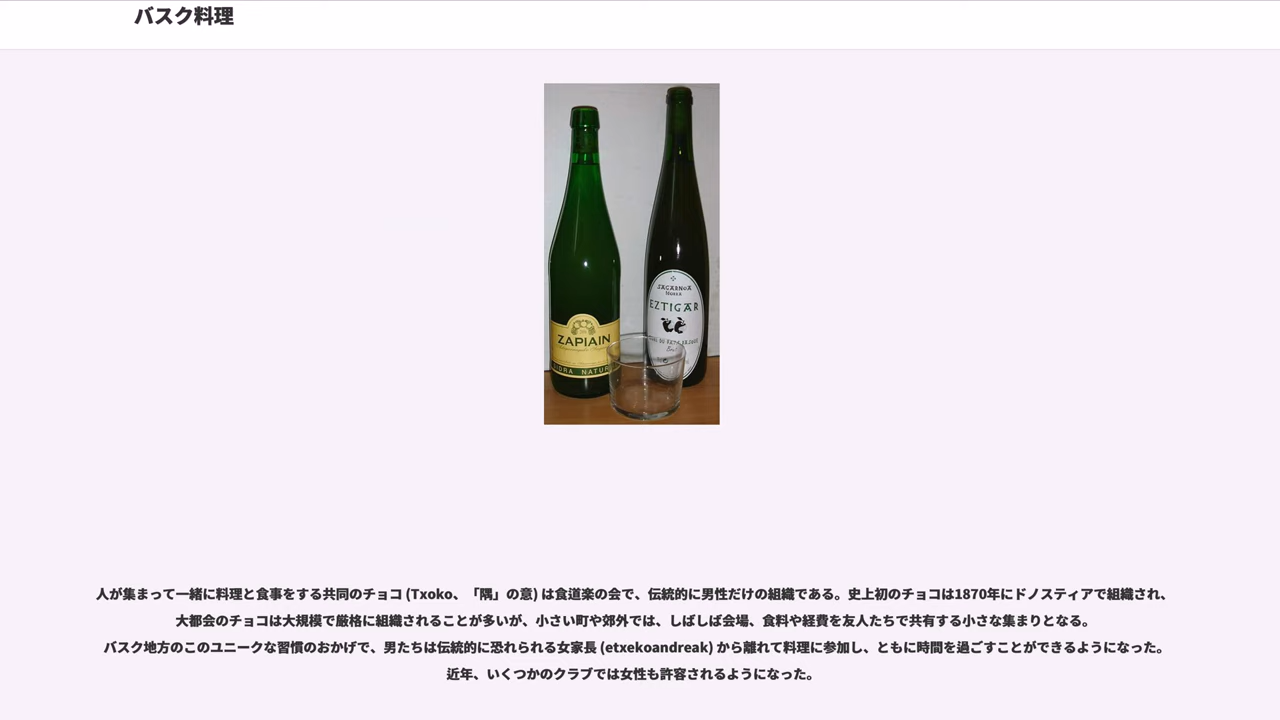 バスク料理
ZAPIAIN
SAGARNOA
EZTIGAR
人が集まって一緒に料理と食事をする共同のチョコ (Txoko、「隅」の意) は食道楽の会で、伝統的に男性だけの組織である。史上初のチョコは1870年にドノスティアで組織され、
大都会のチョコは大規模で厳格に組織されることが多いが、小さい町や郊外では、しばしば会場、食料や経費を友人たちで共有する小さな集まりとなる。
バスク地方のこのユニークな習慣のおかげで、男たちは伝統的に恐れられる女家長 (etxekoandreak) から離れて料理に参加し、ともに時間を過ごすことができるようになった。
近年、いくつかのクラブでは女性も許容されるようになった。